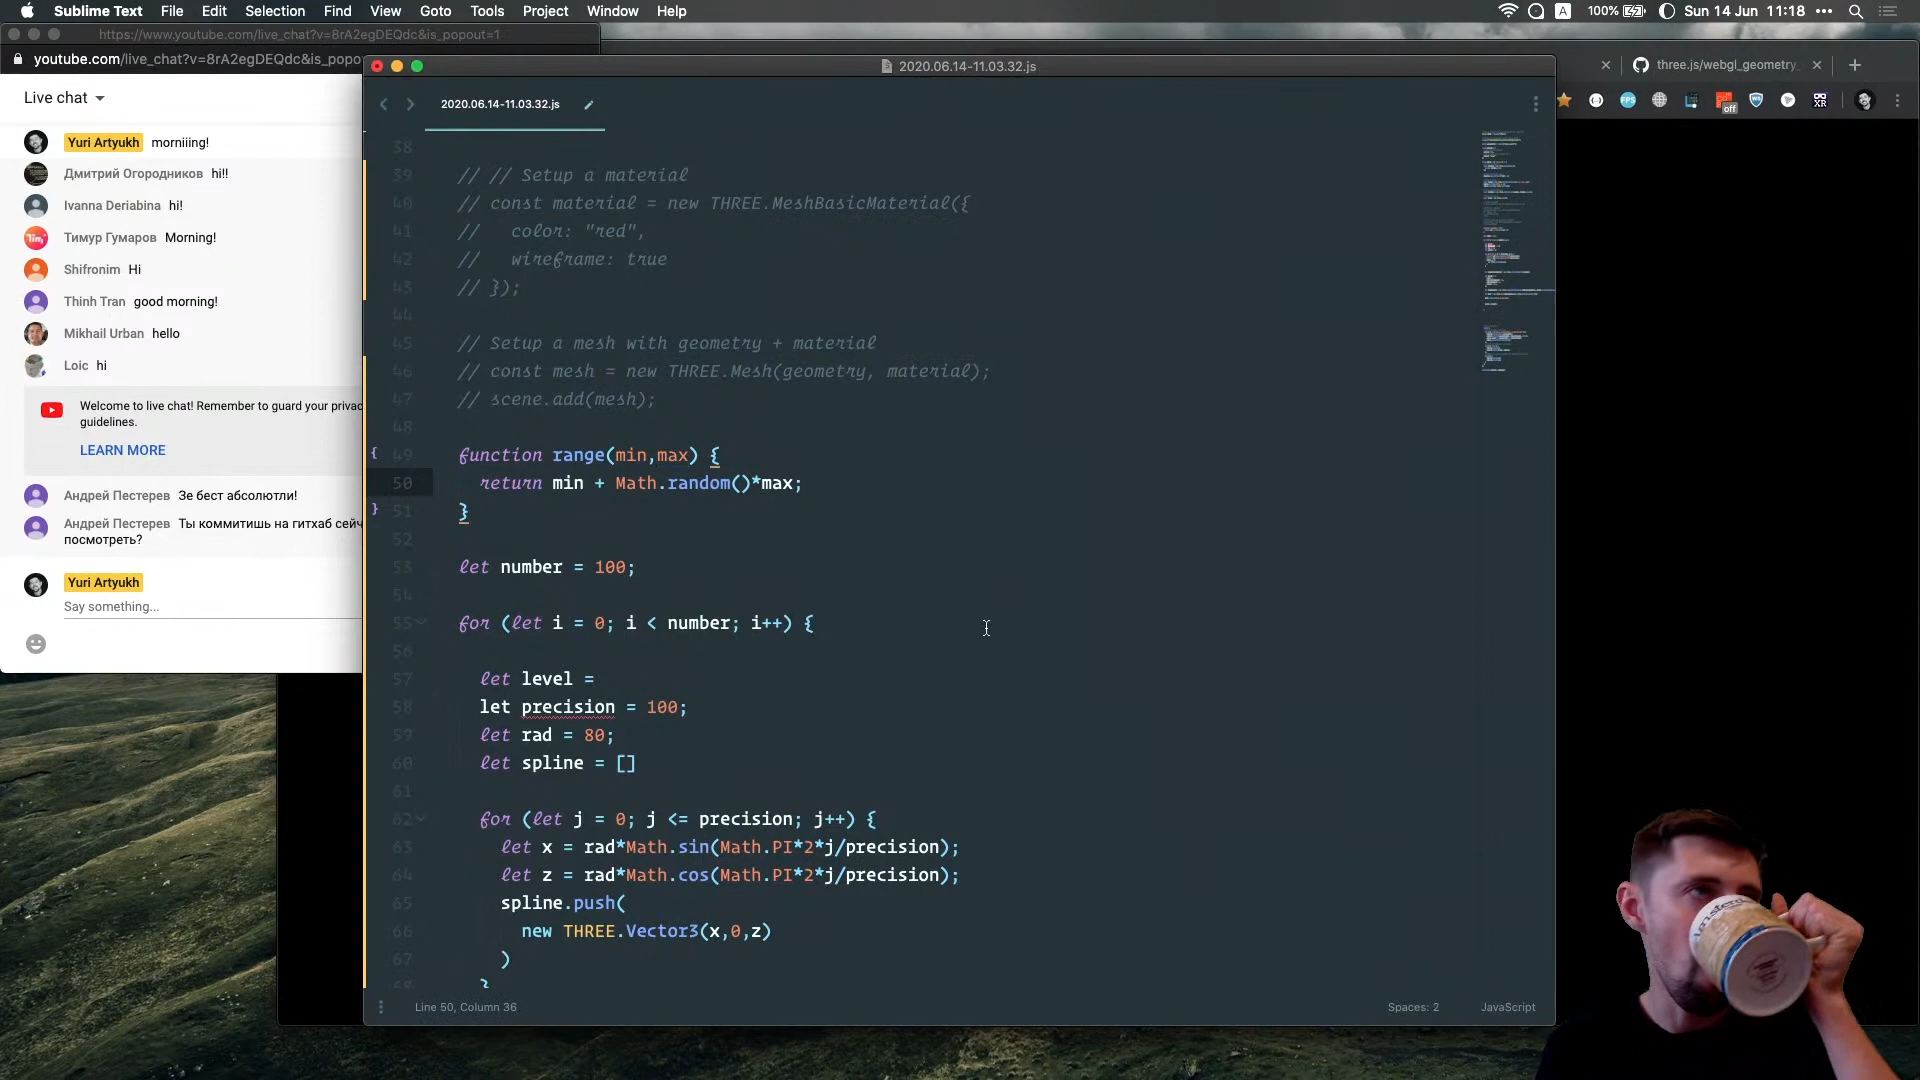 Sublime Text File Edit Selection Find View Goto Tools Project Window Help
100% Sun 14 Jun 11:18
https://www.youtube.com/live_chat?v=8rA2egDEQdc&is_popout=1
youtube.com/live_chat?v=8rA2egDEQdc&is_popo
Live chat
Yuri Artyukh morniiing!
Дмитрий Огородников hi!!
Ivanna Deriabina hi!
Тимур Гумаров Morning!
Shifronim Hi
Thinh Tran good morning!
Mikhail Urban hello
Loic hi
Welcome to live chat! Remember to guard your privac
guidelines.
LEARN MORE
Андрей Пестерев Зе бест абсолютли!
Андрей Пестерев Ты коммитишь на гитхаб сейч
посмотреть?
Yuri Artyukh
Say something...
2020.06.14-11.03.32.js
2020.06.14-11.03.32.js
38
39 // // Setup a material
40 // const material = new THREE.MeshBasicMaterial({
41 //   color: "red",
42 //   wireframe: true
43 // });
44
45 // Setup a mesh with geometry + material
46 // const mesh = new THREE.Mesh(geometry, material);
47 // scene.add(mesh);
48
49 function range(min,max) {
50   return min + Math.random()*max;
51 }
52
53 let number = 100;
54
55 for (let i = 0; i < number; i++) {
56
57   let level =
58   let precision = 100;
59   let rad = 80;
60   let spline = []
61
62   for (let j = 0; j <= precision; j++) {
63     let x = rad*Math.sin(Math.PI*2*j/precision);
64     let z = rad*Math.cos(Math.PI*2*j/precision);
65     spline.push(
66       new THREE.Vector3(x,0,z)
67     )
68   }
Line 50, Column 36
Spaces: 2 JavaScript
three.js/webgl_geometry_
FPS
off
XR